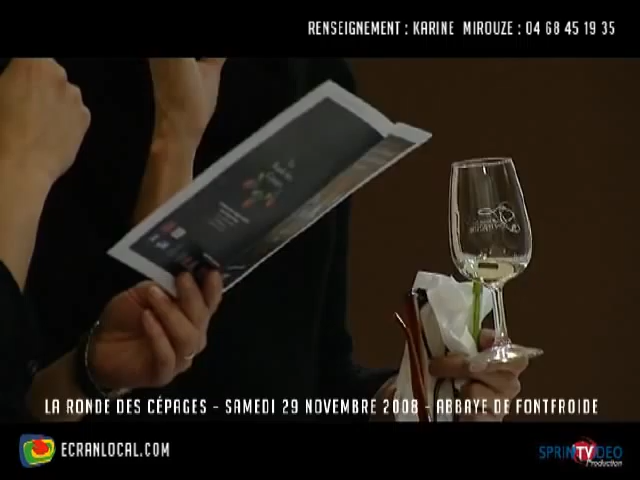 RENSEIGNEMENT : KARINE MIROUZE : 04 68 45 19 35
LA RONDE DES CÉPAGES - SAMEDI 29 NOVEMBRE 2008 - ABBAYE DE FONTFROIDE
ECRANLOCAL.COM
SPRINTVIDEO
Production